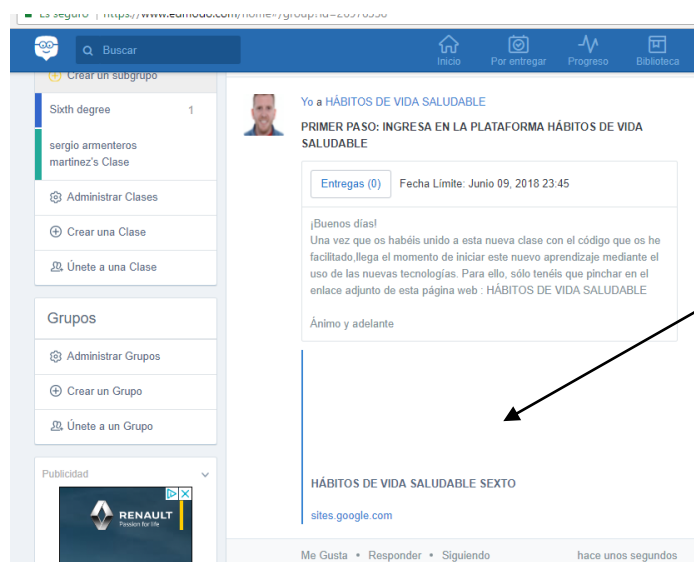 Es seguro | https://www.edmodo.com/home#/group?id=26976356
Buscar
Inicio
Por entregar
Progreso
Biblioteca
Crear un subgrupo
Sixth degree 1
sergio armenteros
martinez's Clase
Administrar Clases
Crear una Clase
Únete a una Clase
Grupos
Administrar Grupos
Crear un Grupo
Únete a un Grupo
Publicidad
RENAULT
Passion for life
Yo a HÁBITOS DE VIDA SALUDABLE
PRIMER PASO: INGRESA EN LA PLATAFORMA HÁBITOS DE VIDA
SALUDABLE
Entregas (0) Fecha Límite: Junio 09, 2018 23:45
¡Buenos días!
Una vez que os habéis unido a esta nueva clase con el código que os he
facilitado,llega el momento de iniciar este nuevo aprendizaje mediante el
uso de las nuevas tecnologías. Para ello, sólo tenéis que pinchar en el
enlace adjunto de esta página web : HÁBITOS DE VIDA SALUDABLE
Ánimo y adelante
HÁBITOS DE VIDA SALUDABLE SEXTO
sites.google.com
Me Gusta • Responder • Siguiendo hace unos segundos